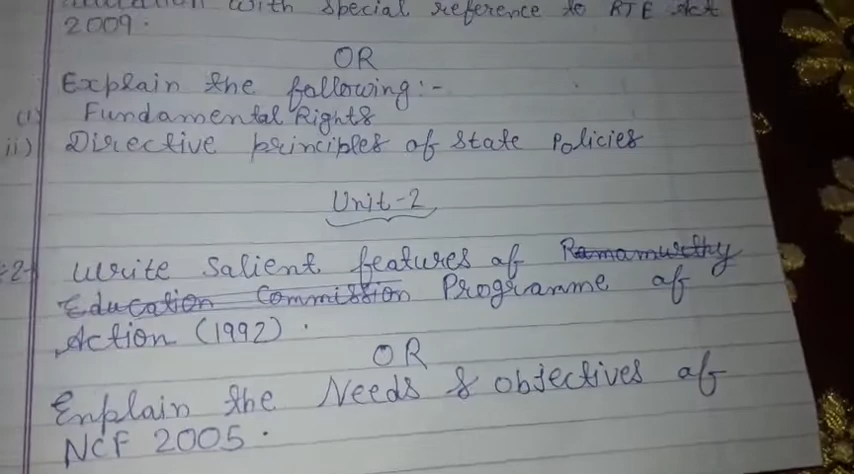 with special reference to RTE Act
2009.
OR
Explain the following:-
(i) Fundamental Rights
ii) Directive principles of state Policies
Unit-2
2- Write Salient features of Ramamurthy
Education Commission Programme of
Action (1992).
OR
Explain the Needs & objectives of
NCF 2005.